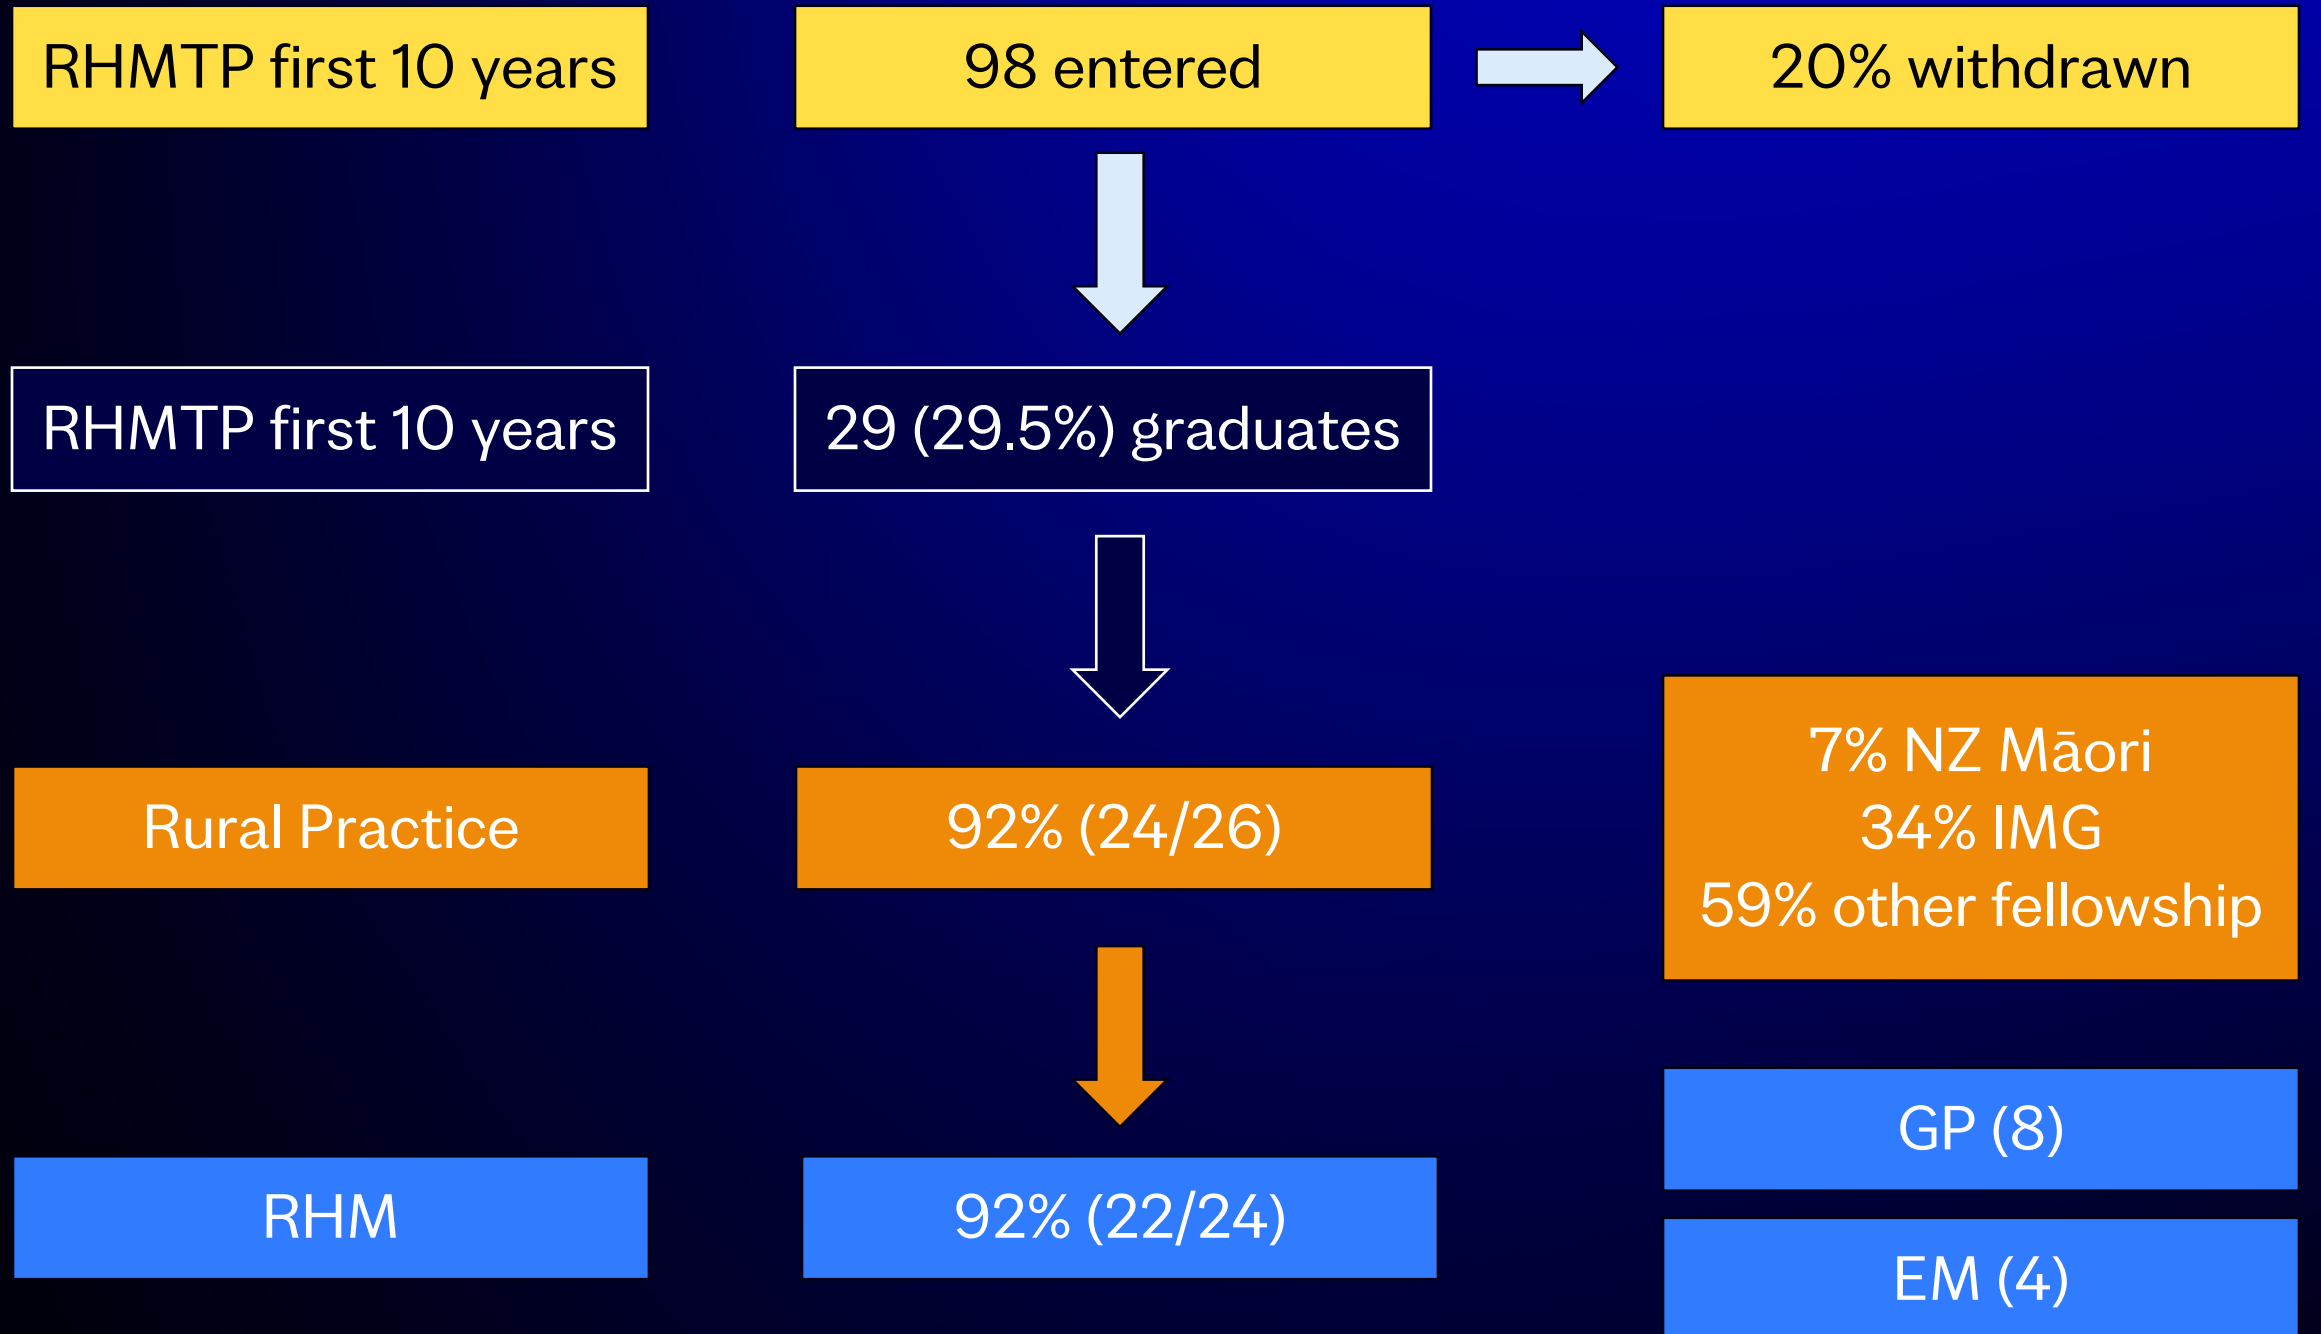 RHMTP first 10 years
98 entered
20% withdrawn
RHMTP first 10 years
29 (29.5%) graduates
Rural Practice
92% (24/26)
7% NZ Māori
34% IMG
59% other fellowship
RHM
92% (22/24)
GP (8)
EM (4)